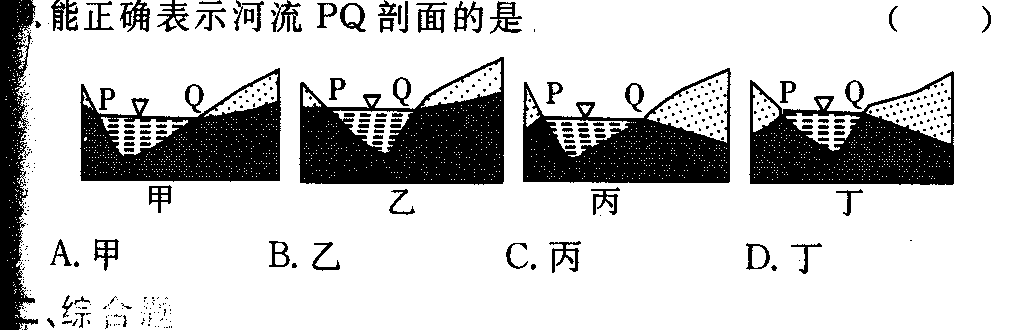 .能正确表示河流 PQ 剖面的是 (　　)
P Q P Q P Q P Q
甲 乙 丙 丁
A. 甲 B. 乙 C. 丙 D. 丁
二、综合题